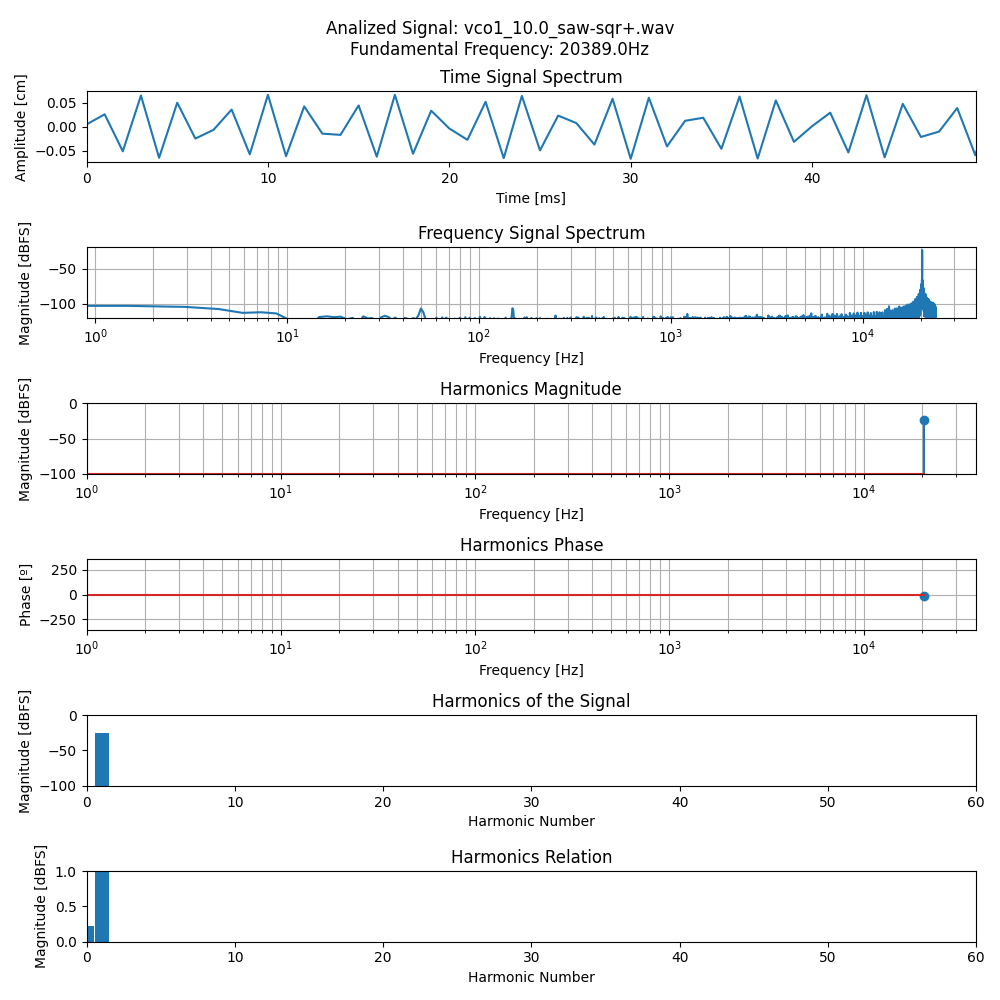 Analized Signal: vco1_10.0_saw-sqr+.wav
Fundamental Frequency: 20389.0Hz
Time Signal Spectrum
Amplitude [cm]
0.05
0.00
−0.05
0 10 20 30 40
Time [ms]
Frequency Signal Spectrum
Magnitude [dBFS]
−50
−100
10⁰ 10¹ 10² 10³ 10⁴
Frequency [Hz]
Harmonics Magnitude
Magnitude [dBFS]
0
−50
−100
10⁰ 10¹ 10² 10³ 10⁴
Frequency [Hz]
Harmonics Phase
Phase [º]
250
0
−250
10⁰ 10¹ 10² 10³ 10⁴
Frequency [Hz]
Harmonics of the Signal
Magnitude [dBFS]
0
−50
−100
0 10 20 30 40 50 60
Harmonic Number
Harmonics Relation
Magnitude [dBFS]
1.0
0.5
0.0
0 10 20 30 40 50 60
Harmonic Number